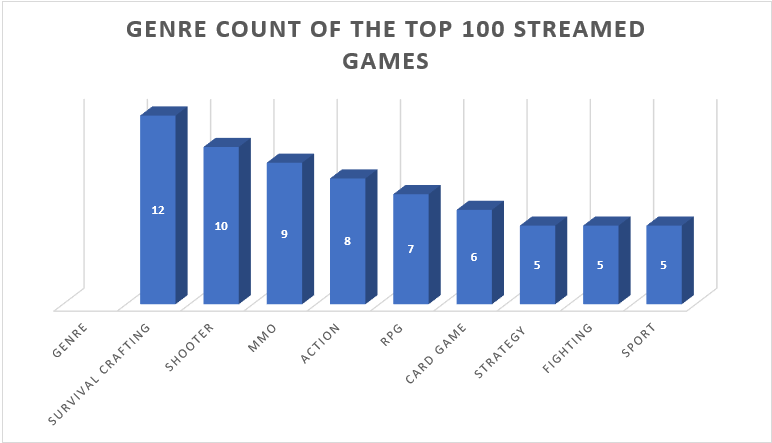 GENRE COUNT OF THE TOP 100 STREAMED
GAMES
12
10
9
8
7
6
5
5
5
GENRE
SURVIVAL CRAFTING
SHOOTER
MMO
ACTION
RPG
CARD GAME
STRATEGY
FIGHTING
SPORT